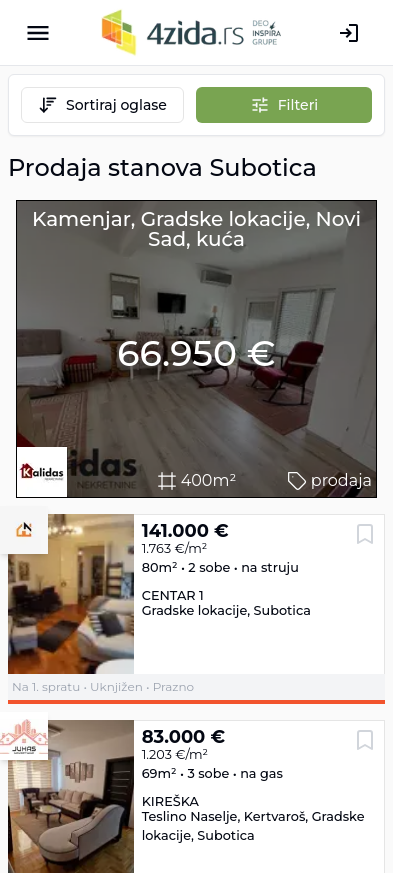 4zida.rs
DEO
INSPIRA
GRUPE
Sortiraj oglase
Filteri
Prodaja stanova Subotica
Kamenjar, Gradske lokacije, Novi
Sad, kuća
66.950 €
Kalidas
NEKRETNINE
400m²
prodaja
141.000 €
1.763 €/m²
80m² • 2 sobe • na struju
CENTAR 1
Gradske lokacije, Subotica
Na 1. spratu • Uknjižen • Prazno
JUHAS
83.000 €
1.203 €/m²
69m² • 3 sobe • na gas
KIREŠKA
Teslino Naselje, Kertvaroš, Gradske
lokacije, Subotica